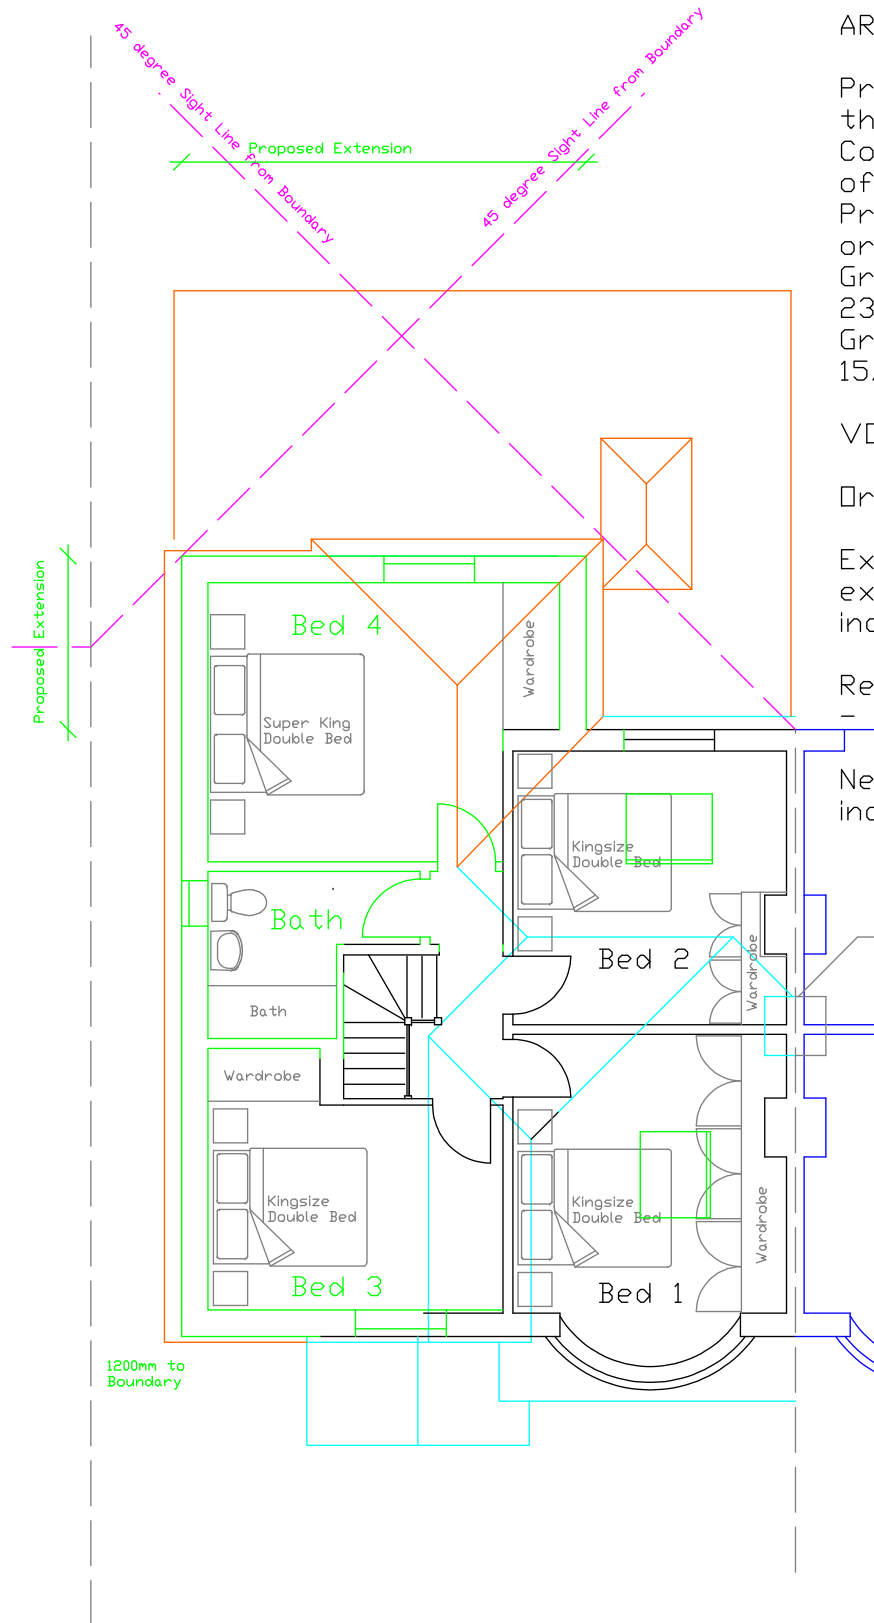 45 degree Sight Line from Boundary
45 degree Sight Line from Boundary
Proposed Extension
Proposed Extension
Bed 4
Wardrobe
Super King
Double Bed
Kingsize
Double Bed
Bath
Bed 2
Wardrobe
Bath
Wardrobe
Kingsize
Double Bed
Kingsize
Double Bed
Wardrobe
Bed 3
Bed 1
1200mm to
Boundary
AR
Pr
th
Co
of
Pr
or
Gr
23
Gr
15
Or
Ex
ex
inc
Re
-
Ne
inc